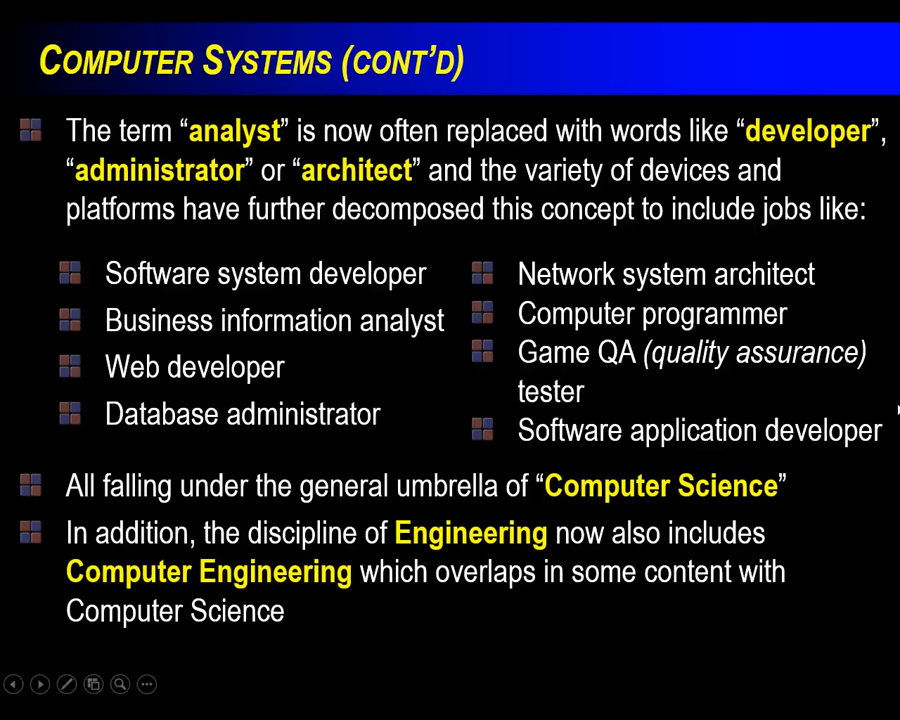 COMPUTER SYSTEMS (CONT'D)
The term “analyst” is now often replaced with words like “developer”,
“administrator” or “architect” and the variety of devices and
platforms have further decomposed this concept to include jobs like:
Software system developer
Business information analyst
Web developer
Database administrator
Network system architect
Computer programmer
Game QA (quality assurance)
tester
Software application developer
All falling under the general umbrella of “Computer Science”
In addition, the discipline of Engineering now also includes
Computer Engineering which overlaps in some content with
Computer Science